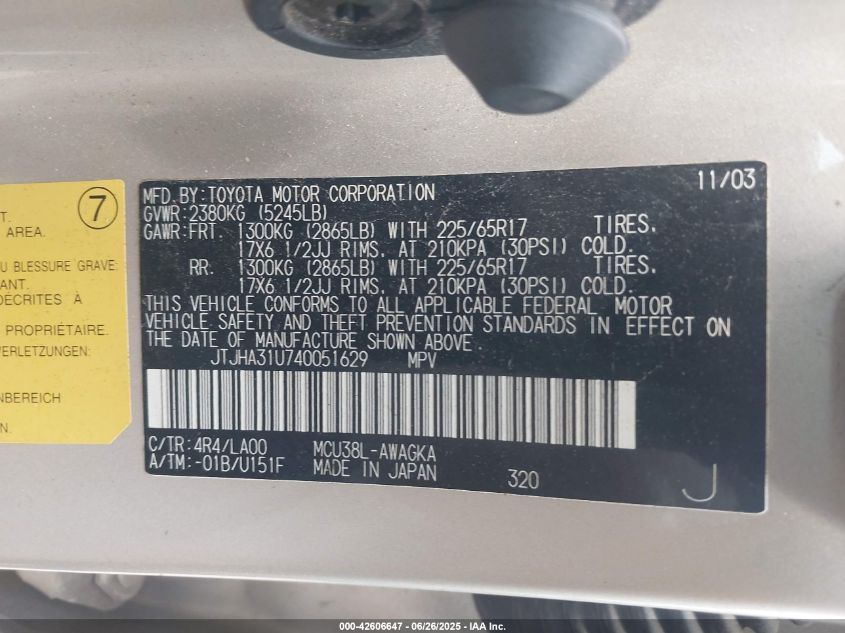 7
T.
AREA.
U BLESSURE GRAVE:
ANT.
DÉCRITES À
PROPRIÉTAIRE.
VERLETZUNGEN:
NBEREICH
11/03
MFD.BY:TOYOTA MOTOR CORPORATION
GVWR:2380KG (5245LB)
GAWR:FRT. 1300KG (2865LB) WITH 225/65R17 TIRES,
17X6 1/2JJ RIMS, AT 210KPA (30PSI) COLD.
RR. 1300KG (2865LB) WITH 225/65R17 TIRES,
17X6 1/2JJ RIMS, AT 210KPA (30PSI) COLD.
THIS VEHICLE CONFORMS TO ALL APPLICABLE FEDERAL MOTOR
VEHICLE SAFETY AND THEFT PREVENTION STANDARDS IN EFFECT ON
THE DATE OF MANUFACTURE SHOWN ABOVE.
JTJHA31U740051629 MPV
C/TR:4R4/LA00 MCU38L-AWAGKA
A/TM:-01B/U151F MADE IN JAPAN 320 J
000-42606647 - 06/26/2025 - IAA Inc.